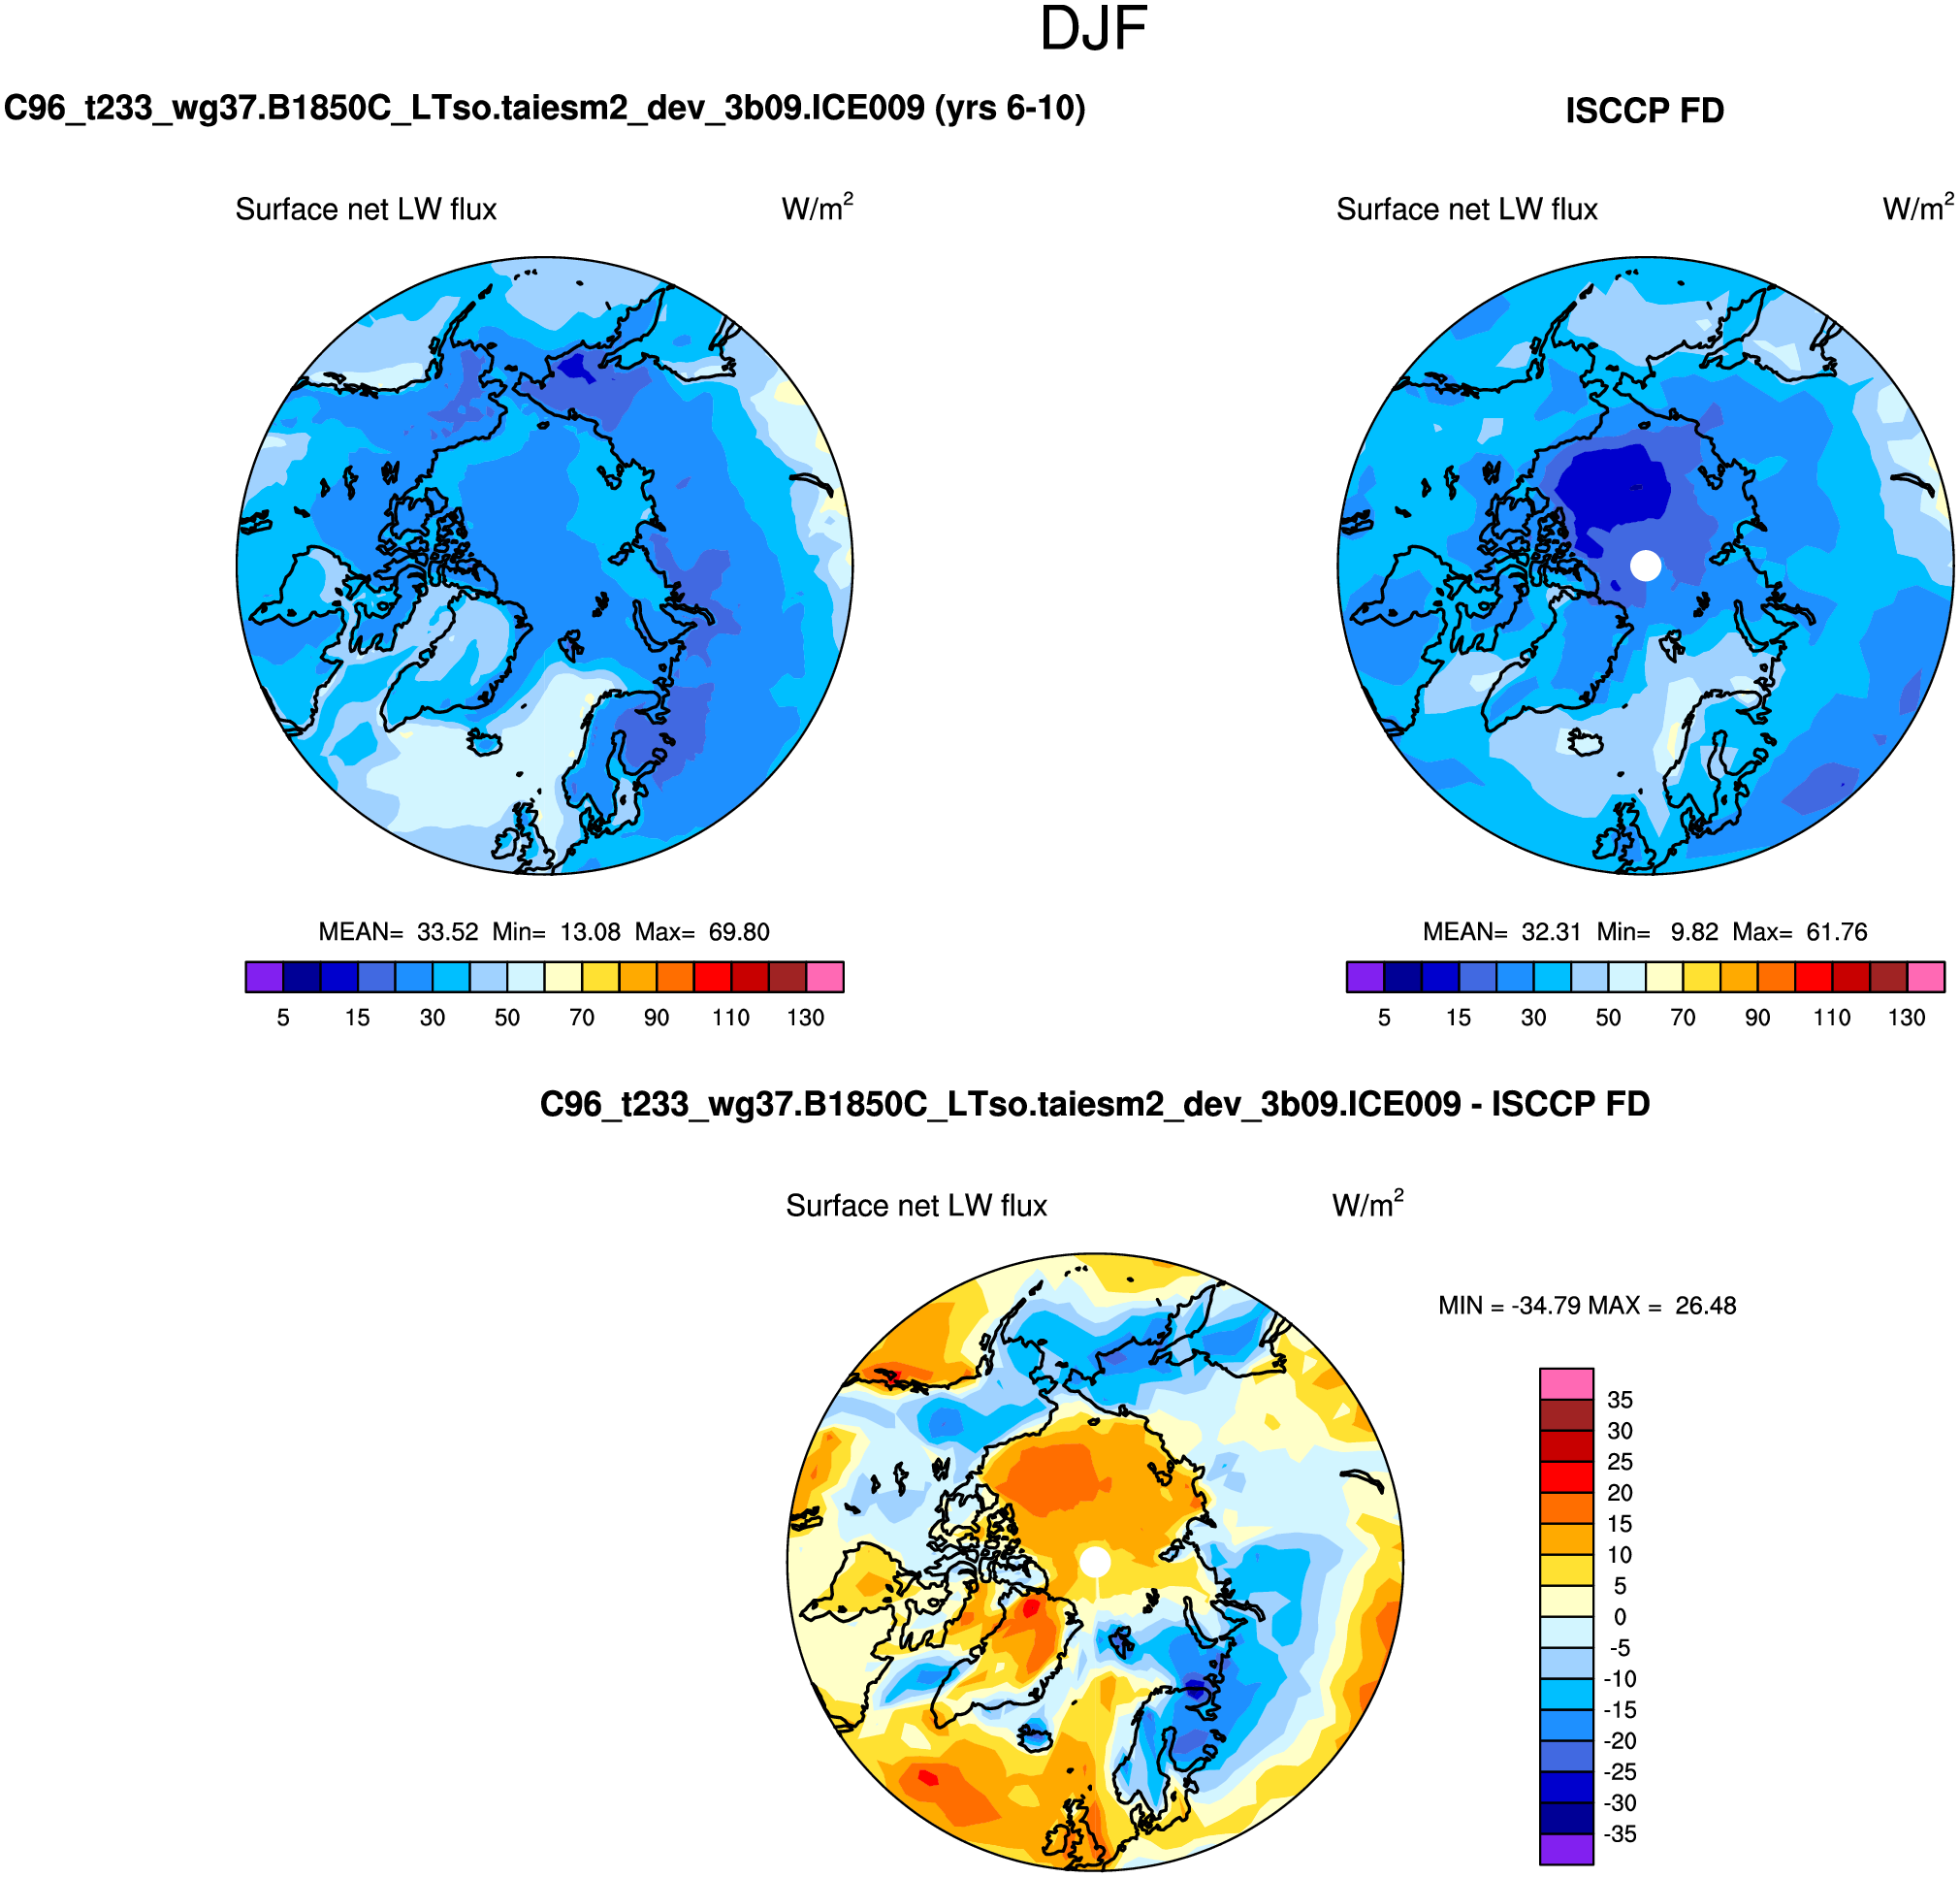 DJF
C96_t233_wg37.B1850C_LTso.taiesm2_dev_3b09.ICE009 (yrs 6-10)
ISCCP FD
Surface net LW flux W/m2
Surface net LW flux W/m2
MEAN= 33.52 Min= 13.08 Max= 69.80
MEAN= 32.31 Min= 9.82 Max= 61.76
5 15 30 50 70 90 110 130
5 15 30 50 70 90 110 130
C96_t233_wg37.B1850C_LTso.taiesm2_dev_3b09.ICE009 - ISCCP FD
Surface net LW flux W/m2
MIN = -34.79 MAX = 26.48
35
30
25
20
15
10
5
0
-5
-10
-15
-20
-25
-30
-35